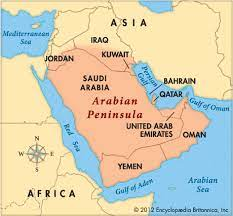 ASIA
Mediterranean
Sea
IRAQ
JORDAN
KUWAIT
Persian
Gulf
BAHRAIN
SAUDI
ARABIA
QATAR
Gulf of Oman
Arabian
Peninsula
UNITED ARAB
EMIRATES
OMAN
Red Sea
YEMEN
AFRICA
Gulf of Aden
Arabian
Sea
© 2012 Encyclopædia Britannica, Inc.